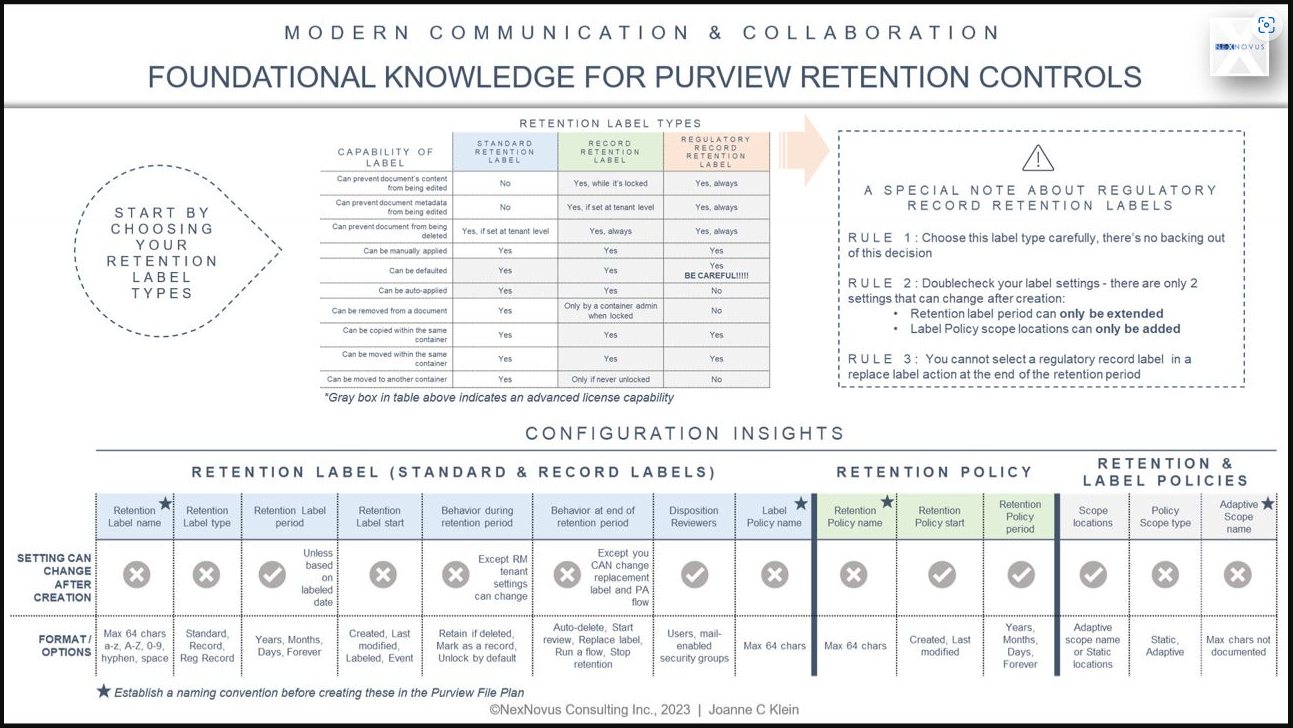 MODERN COMMUNICATION & COLLABORATION
NEXNOVUS
FOUNDATIONAL KNOWLEDGE FOR PURVIEW RETENTION CONTROLS
START BY
CHOOSING
YOUR
RETENTION
LABEL
TYPES
RETENTION LABEL TYPES
CAPABILITY OF
LABEL
STANDARD
RETENTION
LABEL
RECORD
RETENTION
LABEL
REGULATORY
RECORD
RETENTION
LABEL
Can prevent document's content
from being edited
No
Yes, while it's locked
Yes, always
Can prevent document metadata
from being edited
No
Yes, if set at tenant level
Yes, always
Can prevent document from being
deleted
Yes, if set at tenant level
Yes, always
Yes, always
Can be manually applied
Yes
Yes
Yes
Can be defaulted
Yes
Yes
Yes
BE CAREFUL!!!!!
Can be auto-applied
Yes
Yes
No
Can be removed from a document
Yes
Only by a container admin
when locked
No
Can be copied within the same
container
Yes
Yes
Yes
Can be moved within the same
container
Yes
Yes
Yes
Can be moved to another container
Yes
Only if never unlocked
No
*Gray box in table above indicates an advanced license capability
A SPECIAL NOTE ABOUT REGULATORY
RECORD RETENTION LABELS
RULE 1: Choose this label type carefully, there's no backing out
of this decision
RULE 2: Doublecheck your label settings - there are only 2
settings that can change after creation:
• Retention label period can only be extended
• Label Policy scope locations can only be added
RULE 3: You cannot select a regulatory record label in a
replace label action at the end of the retention period
CONFIGURATION INSIGHTS
RETENTION LABEL (STANDARD & RECORD LABELS)
RETENTION POLICY
RETENTION &
LABEL POLICIES
Retention
Label name
Retention
Label type
Retention Label
period
Retention
Label start
Behavior during
retention period
Behavior at end of
retention period
Disposition
Reviewers
Label
Policy name
Retention
Policy name
Retention
Policy start
Retention
Policy
period
Scope
locations
Policy
Scope type
Adaptive
Scope
name
SETTING CAN
CHANGE
AFTER
CREATION
Unless
based
on
labeled
date
Except RM
tenant
settings
can change
Except you
CAN change
replacement
label and PA
flow
FORMAT /
OPTIONS
Max 64 chars
a-z, A-Z, 0-9,
hyphen, space
Standard,
Record,
Reg Record
Years, Months,
Days, Forever
Created, Last
modified,
Labeled, Event
Retain if deleted,
Mark as a record,
Unlock by default
Auto-delete, Start
review, Replace label,
Run a flow, Stop
retention
Users, mail-
enabled
security groups
Max 64 chars
Max 64 chars
Created, Last
modified
Years,
Months,
Days,
Forever
Adaptive
scope name
or Static
locations
Static,
Adaptive
Max chars not
documented
Establish a naming convention before creating these in the Purview File Plan
©NexNovus Consulting Inc., 2023 | Joanne C Klein